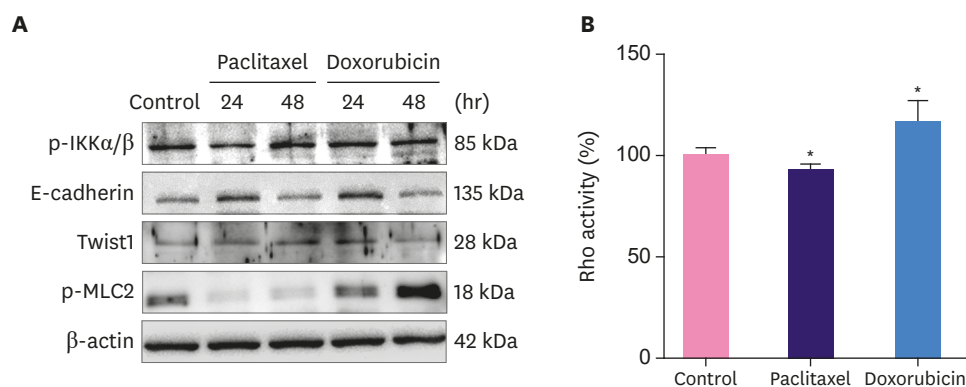 A
Paclitaxel Doxorubicin
Control 24 48 24 48 (hr)
p-IKKα/β 85 kDa
E-cadherin 135 kDa
Twist1 28 kDa
p-MLC2 18 kDa
β-actin 42 kDa
B
Rho activity (%)
150
100
50
0
* *
Control Paclitaxel Doxorubicin